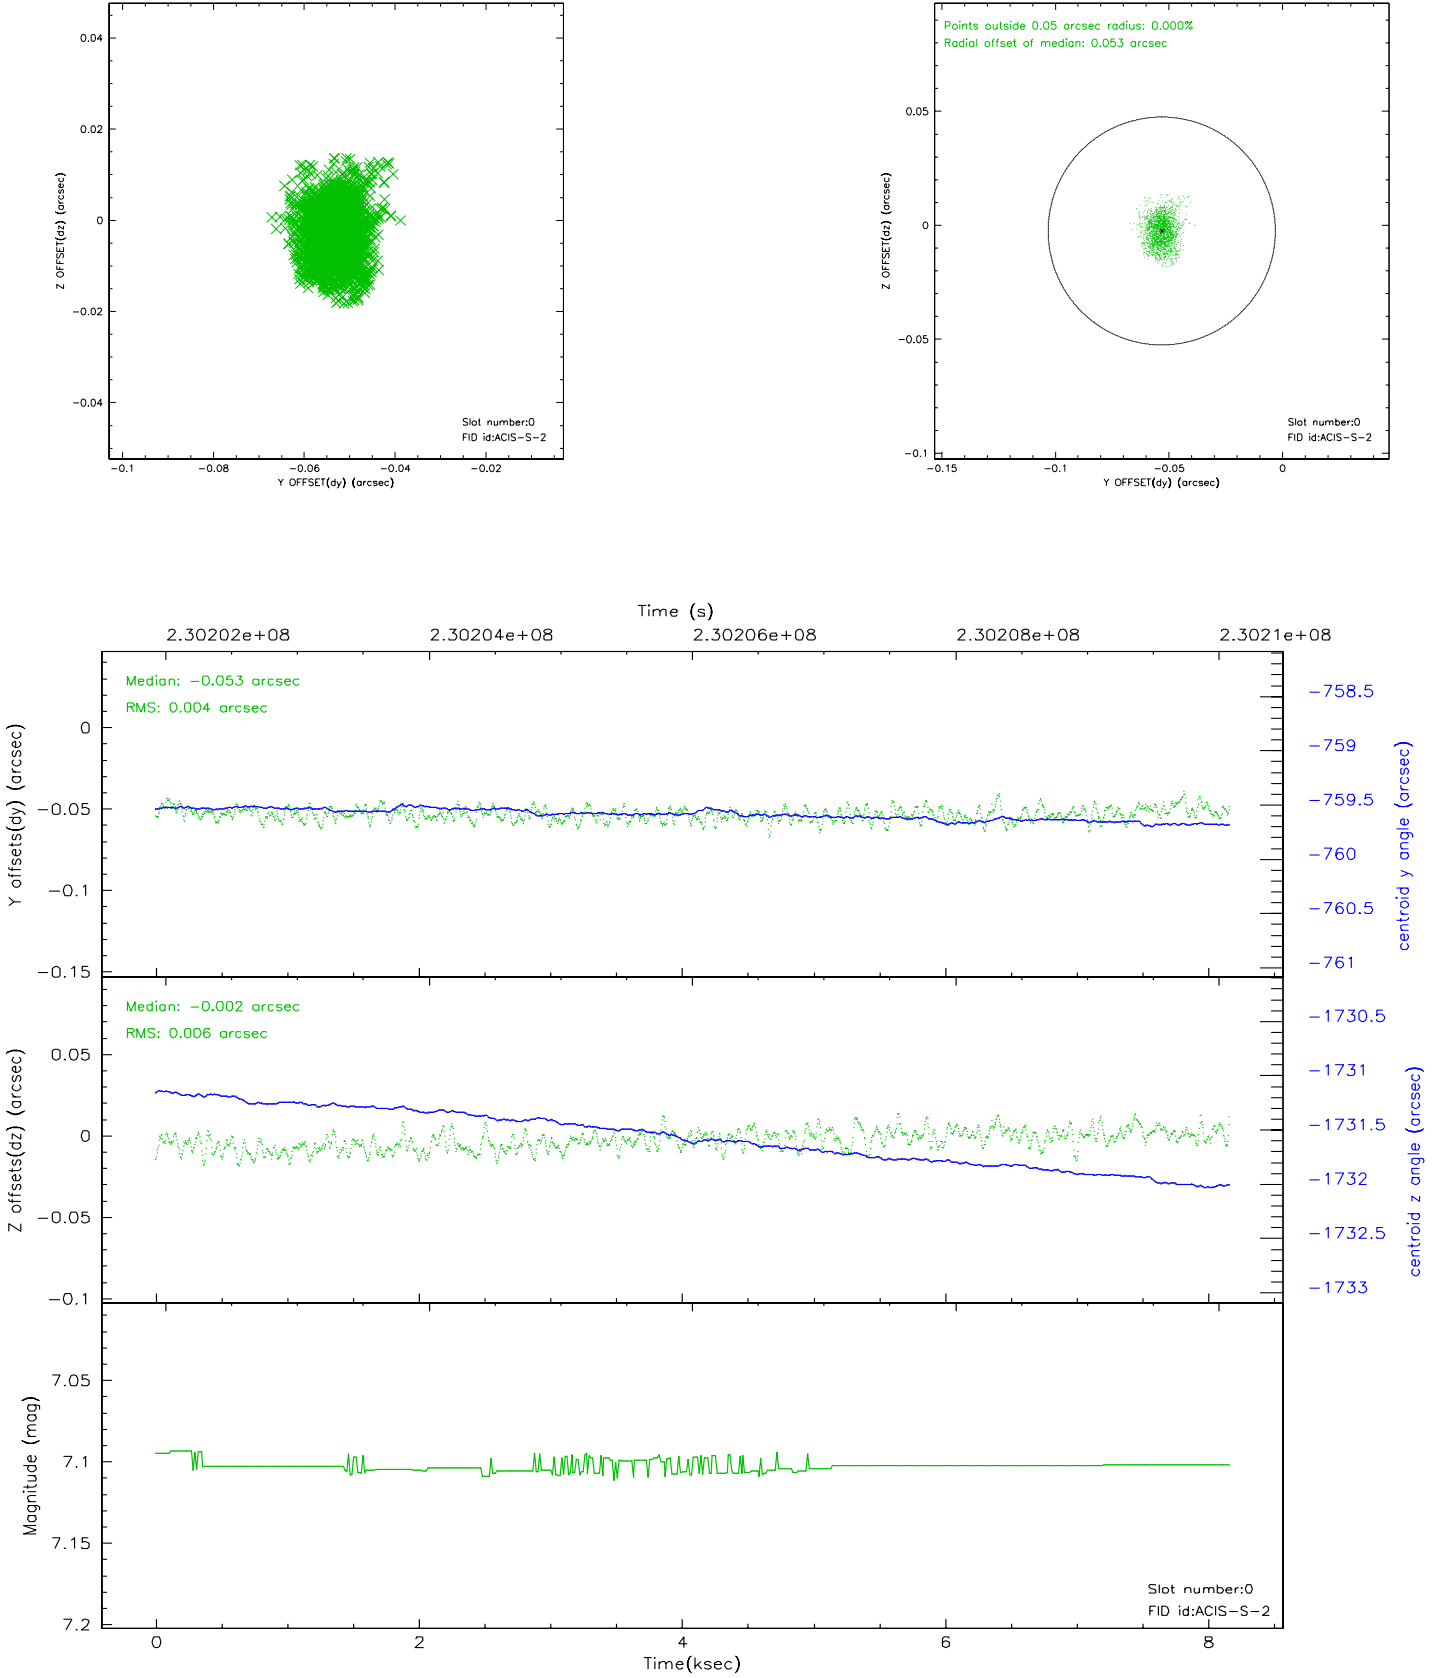 0.04
0.02
0
-0.02
-0.04
Z OFFSET(dz) (arcsec)
Slot number:0
FID id:ACIS-S-2
-0.1
-0.08
-0.06
-0.04
-0.02
Y OFFSET(dy) (arcsec)
Points outside 0.05 arcsec radius: 0.000%
Radial offset of median: 0.053 arcsec
0.05
0
-0.05
-0.1
Z OFFSET(dz) (arcsec)
Slot number:0
FID id:ACIS-S-2
-0.15
-0.1
-0.05
0
Y OFFSET(dy) (arcsec)
Time (s)
2.30202e+08
2.30204e+08
2.30206e+08
2.30208e+08
2.3021e+08
Median: -0.053 arcsec
RMS: 0.004 arcsec
0
-0.05
-0.1
-0.15
Y offsets(dy) (arcsec)
-758.5
-759
-759.5
-760
-760.5
-761
centroid y angle (arcsec)
Median: -0.002 arcsec
RMS: 0.006 arcsec
0.05
0
-0.05
-0.1
Z offsets(dz) (arcsec)
-1730.5
-1731
-1731.5
-1732
-1732.5
-1733
centroid z angle (arcsec)
7.05
7.1
7.15
7.2
Magnitude (mag)
Slot number:0
FID id:ACIS-S-2
0
2
4
6
8
Time(ksec)